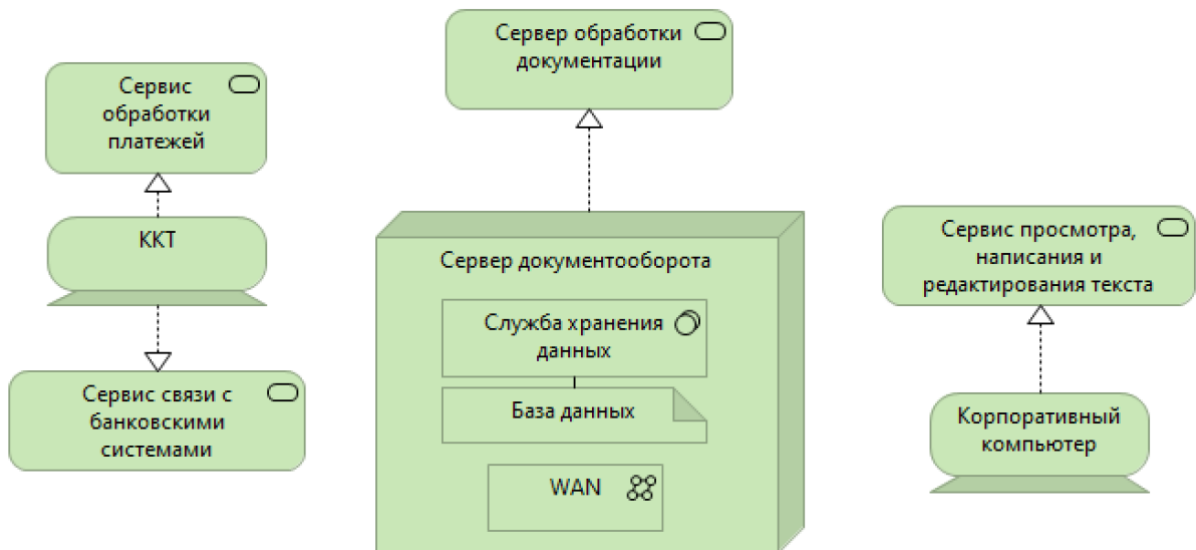 Сервис
обработки
платежей
ККТ
Сервис связи с
банковскими
системами
Сервер обработки
документации
Сервер документооборота
Служба хранения
данных
База данных
WAN
Сервис просмотра,
написания и
редактирования текста
Корпоративный
компьютер